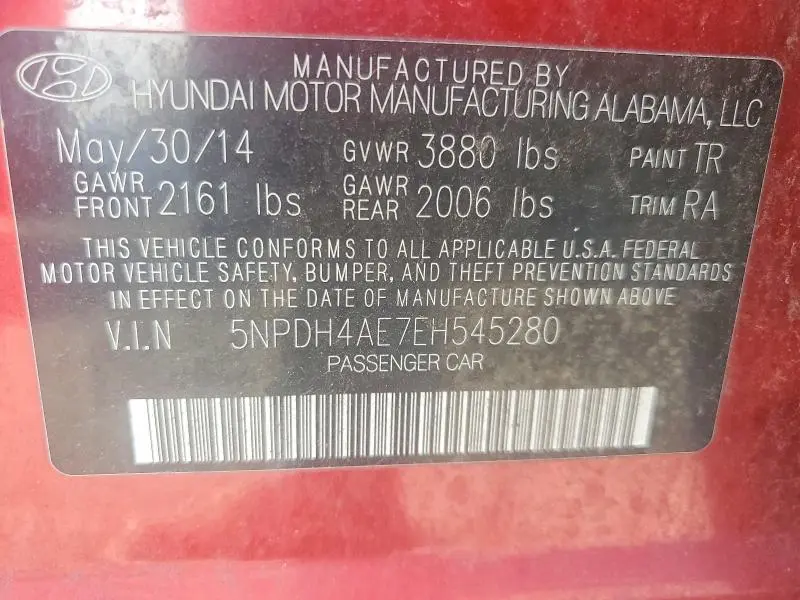 MANUFACTURED BY
HYUNDAI MOTOR MANUFACTURING ALABAMA, LLC
May/30/14 GVWR 3880 lbs PAINT TR
GAWR FRONT 2161 lbs GAWR REAR 2006 lbs TRIM RA
THIS VEHICLE CONFORMS TO ALL APPLICABLE U.S.A. FEDERAL
MOTOR VEHICLE SAFETY, BUMPER, AND THEFT PREVENTION STANDARDS
IN EFFECT ON THE DATE OF MANUFACTURE SHOWN ABOVE.
V.I.N 5NPDH4AE7EH545280
PASSENGER CAR